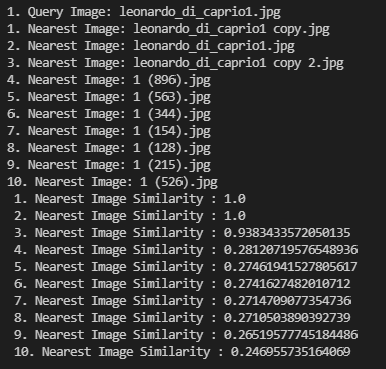 1. Query Image: leonardo_di_caprio1.jpg
1. Nearest Image: leonardo_di_caprio1 copy.jpg
2. Nearest Image: leonardo_di_caprio1.jpg
3. Nearest Image: leonardo_di_caprio1 copy 2.jpg
4. Nearest Image: 1 (896).jpg
5. Nearest Image: 1 (563).jpg
6. Nearest Image: 1 (344).jpg
7. Nearest Image: 1 (154).jpg
8. Nearest Image: 1 (128).jpg
9. Nearest Image: 1 (215).jpg
10. Nearest Image: 1 (526).jpg
1. Nearest Image Similarity : 1.0
2. Nearest Image Similarity : 1.0
3. Nearest Image Similarity : 0.9383433572050135
4. Nearest Image Similarity : 0.28120719576548936
5. Nearest Image Similarity : 0.27461941527805617
6. Nearest Image Similarity : 0.2741627482010712
7. Nearest Image Similarity : 0.2714709077354736
8. Nearest Image Similarity : 0.2710503890392739
9. Nearest Image Similarity : 0.26519577745184486
10. Nearest Image Similarity : 0.246955735164069